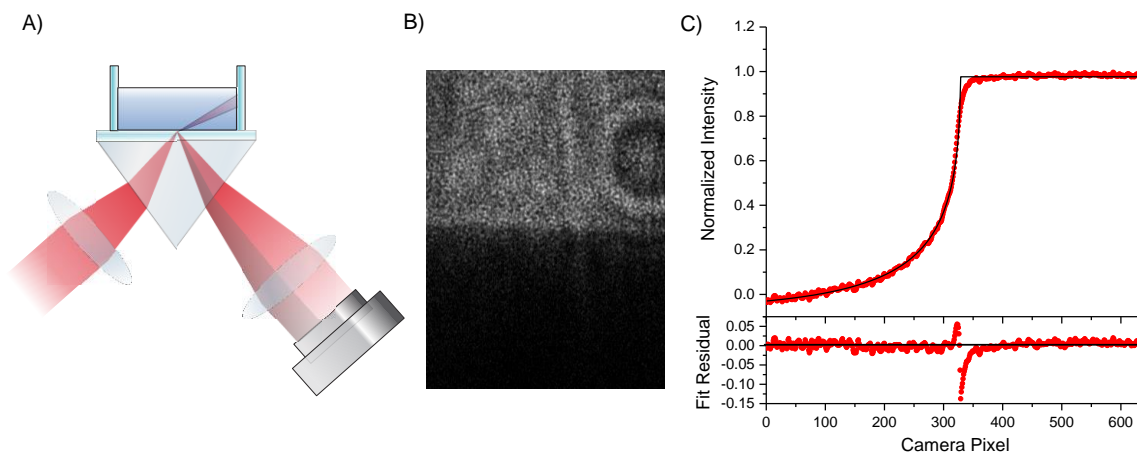 A)
B)
C)
1.2
1.0
0.8
0.6
0.4
0.2
0.0
Normalized Intensity
0.05
0.00
-0.05
-0.10
-0.15
Fit Residual
0 100 200 300 400 500 600
Camera Pixel